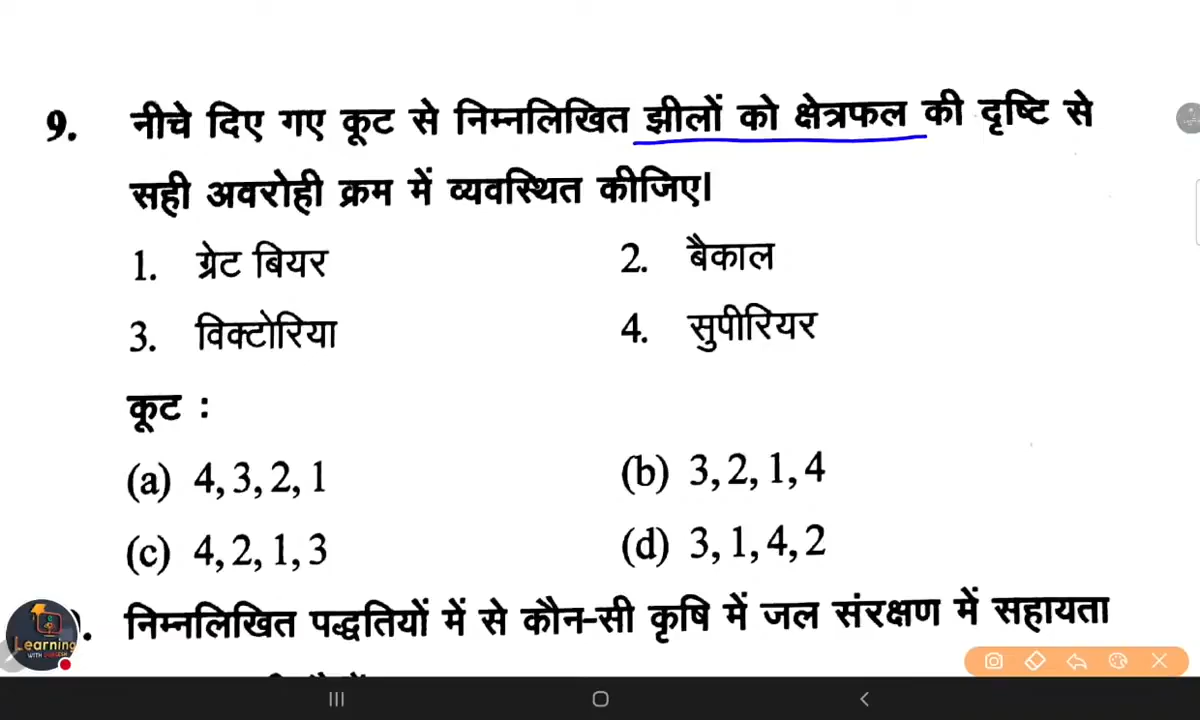 9. नीचे दिए गए कूट से निम्नलिखित झीलों को क्षेत्रफल की दृष्टि से
सही अवरोही क्रम में व्यवस्थित कीजिए।
1. ग्रेट बियर 2. बैकाल
3. विक्टोरिया 4. सुपीरियर
कूट :
(a) 4, 3, 2, 1 (b) 3, 2, 1, 4
(c) 4, 2, 1, 3 (d) 3, 1, 4, 2
निम्नलिखित पद्धतियों में से कौन-सी कृषि में जल संरक्षण में सहायता
Learning